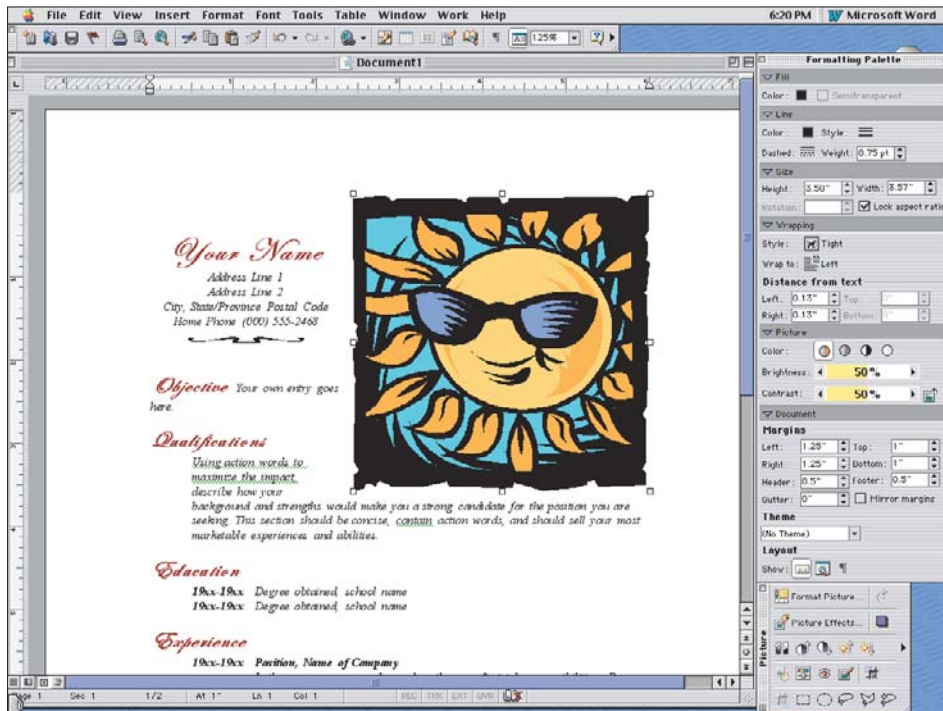 File Edit View Insert Format Font Tools Table Window Work Help 6:20 PM Microsoft Word
125%
Document1
Your Name
Address Line 1
Address Line 2
City, State/Province Postal Code
Home Phone (000) 555-2468
Objective Your own entry goes
here.
Qualifications
Using action words to
maximize the impact,
describe how your
background and strengths would make you a strong candidate for the position you are
seeking. This section should be concise, contain action words, and should sell your most
marketable experiences and abilities.
Education
19xx-19xx Degree obtained, school name
19xx-19xx Degree obtained, school name
Experience
19xx-19xx Position, Name of Company
Page 1 Sec 1 1/2 At 1" Ln 1 Col 1 REC TRK EXT OVR
Formatting Palette
Fill
Color: Semitransparent
Line
Color: Style:
Dashed: Weight: 0.75 pt
Size
Height: 3.50" Width: 3.57"
Rotation: Lock aspect ratio
Wrapping
Style: Tight
Wrap to: Left
Distance from text
Left: 0.13" Top: 0"
Right: 0.13" Bottom: 0"
Picture
Color:
Brightness: 50%
Contrast: 50%
Document
Margins
Left: 1.25" Top: 1"
Right: 1.25" Bottom: 1"
Header: 0.5" Footer: 0.5"
Gutter: 0" Mirror margins
Theme
(No Theme)
Layout
Show:
Picture
Format Picture...
Picture Effects...